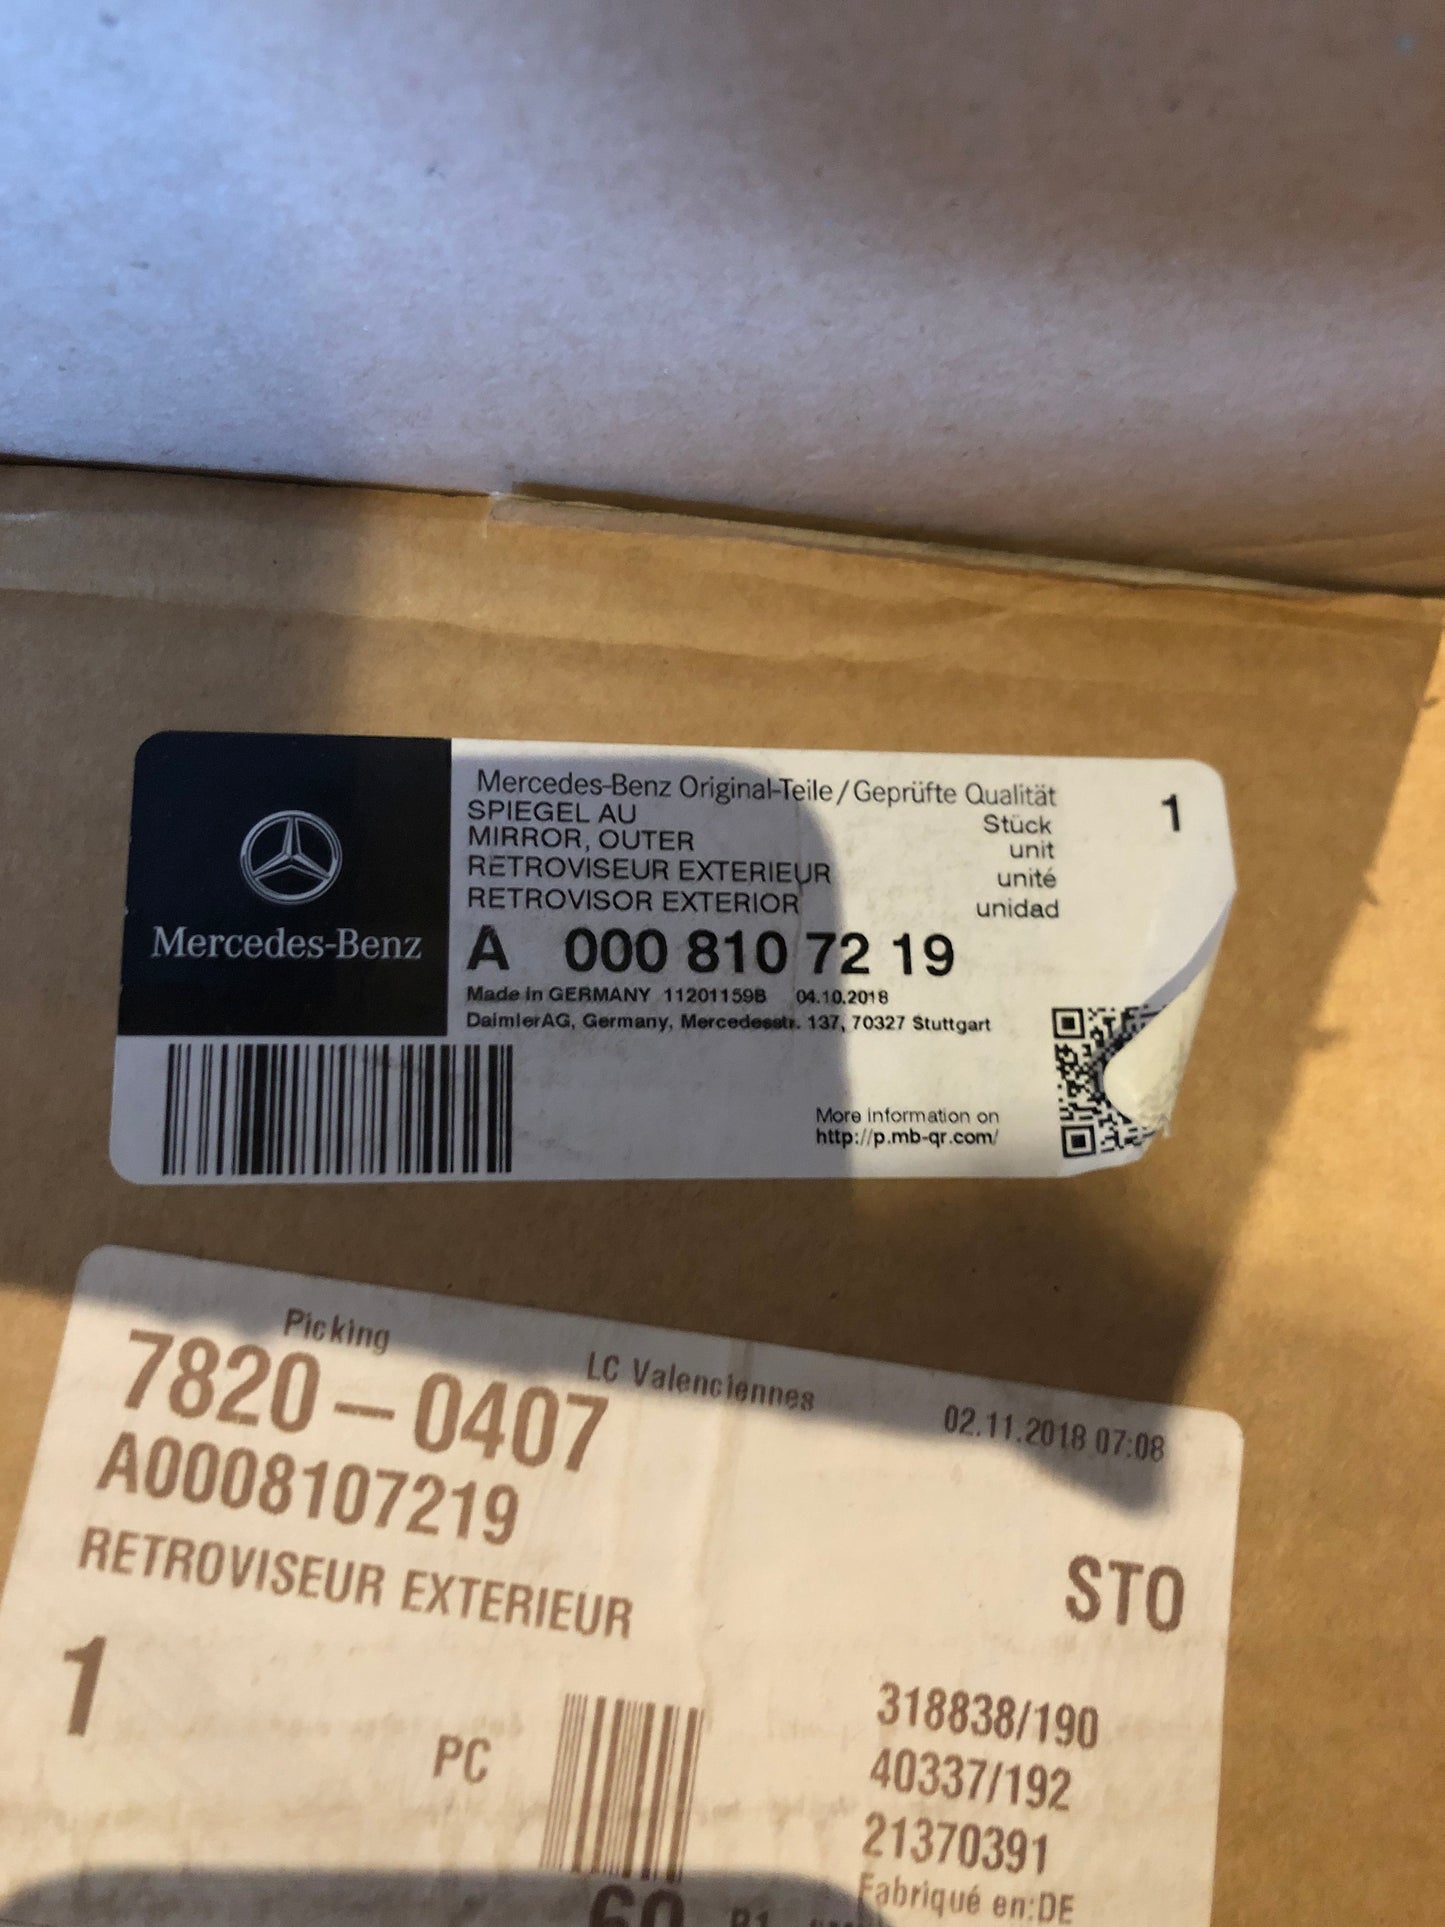 Mercedes-Benz
Mercedes-Benz Original-Teile/Geprüfte Qualität
SPIEGEL AU
MIRROR, OUTER
RETROVISEUR EXTERIEUR
RETROVISOR EXTERIOR
Stück 1
unit
unité
unidad
A 000 810 72 19
Made in GERMANY 11201159B 04.10.2018
DaimlerAG, Germany, Mercedesstr. 137, 70327 Stuttgart
More information on
http://p.mb-qr.com/
Picking
LC Valenciennes
02.11.2018 07:08
7820-0407
A0008107219
RETROVISEUR EXTERIEUR
STO
1
PC
318838/190
40337/192
21370391
Fabriqué en:DE
60